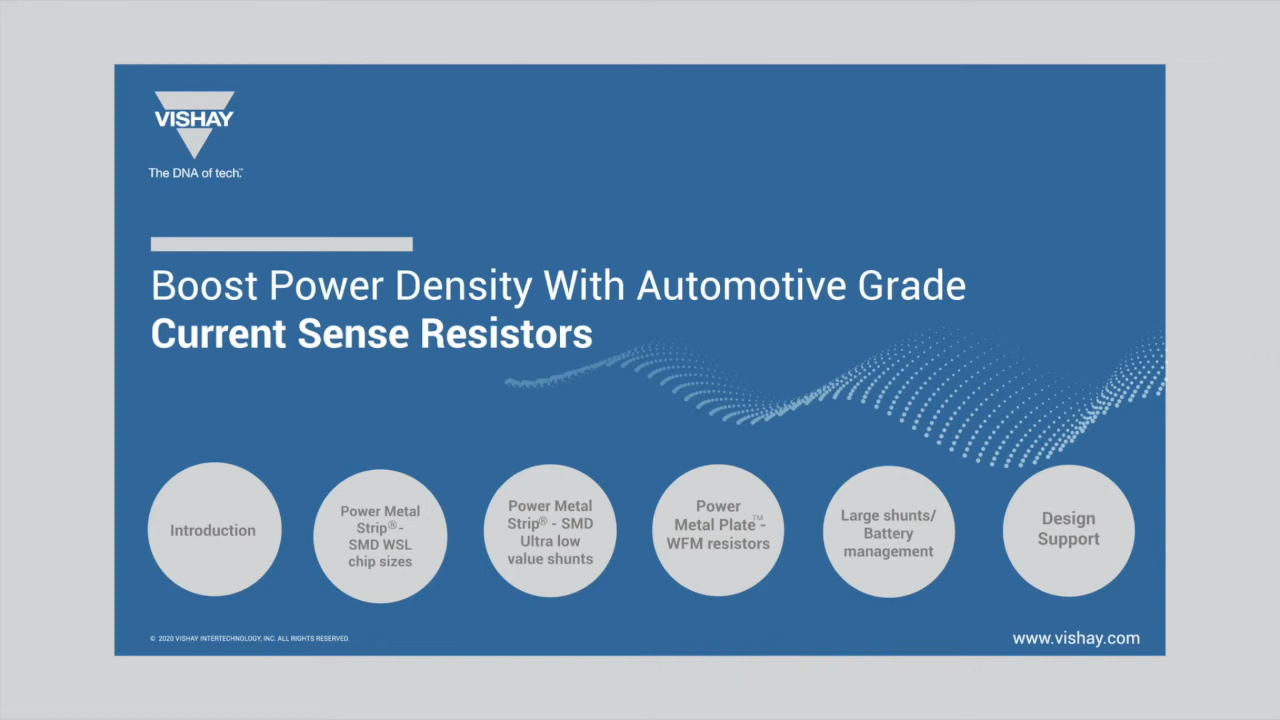 VISHAY
The DNA of tech.™
Boost Power Density With Automotive Grade
Current Sense Resistors
Introduction
Power Metal
Strip® -
SMD WSL
chip sizes
Power Metal
Strip® - SMD
Ultra low
value shunts
Power
Metal Plate™ -
WFM resistors
Large shunts/
Battery
management
Design
Support
© 2020 VISHAY INTERTECHNOLOGY, INC. ALL RIGHTS RESERVED.
www.vishay.com